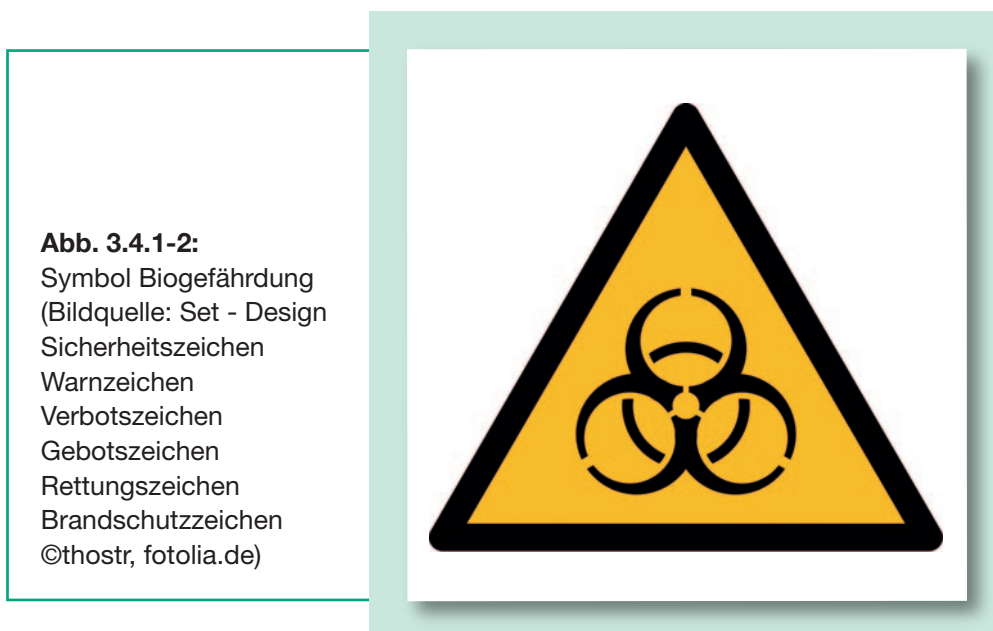 Abb. 3.4.1-2:
Symbol Biogefährdung
(Bildquelle: Set - Design
Sicherheitszeichen
Warnzeichen
Verbotszeichen
Gebotszeichen
Rettungszeichen
Brandschutzzeichen
©thostr, fotolia.de)